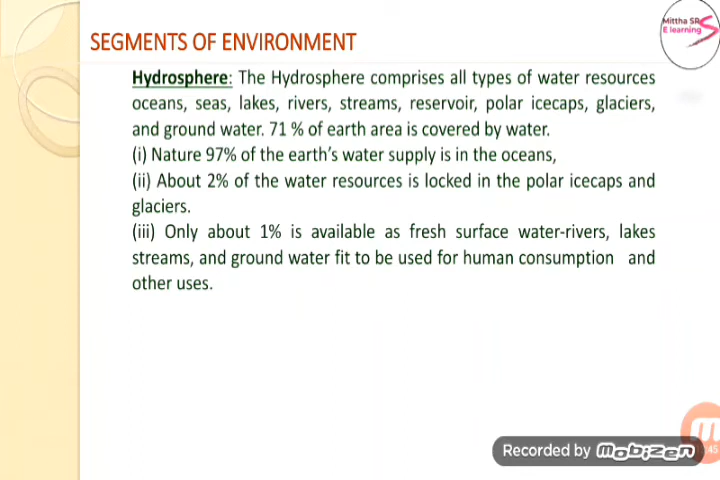 Mittha SR
E learning
SEGMENTS OF ENVIRONMENT
Hydrosphere: The Hydrosphere comprises all types of water resources
oceans, seas, lakes, rivers, streams, reservoir, polar icecaps, glaciers,
and ground water. 71 % of earth area is covered by water.
(i) Nature 97% of the earth's water supply is in the oceans,
(ii) About 2% of the water resources is locked in the polar icecaps and
glaciers.
(iii) Only about 1% is available as fresh surface water-rivers, lakes
streams, and ground water fit to be used for human consumption and
other uses.
Recorded by Mobizen